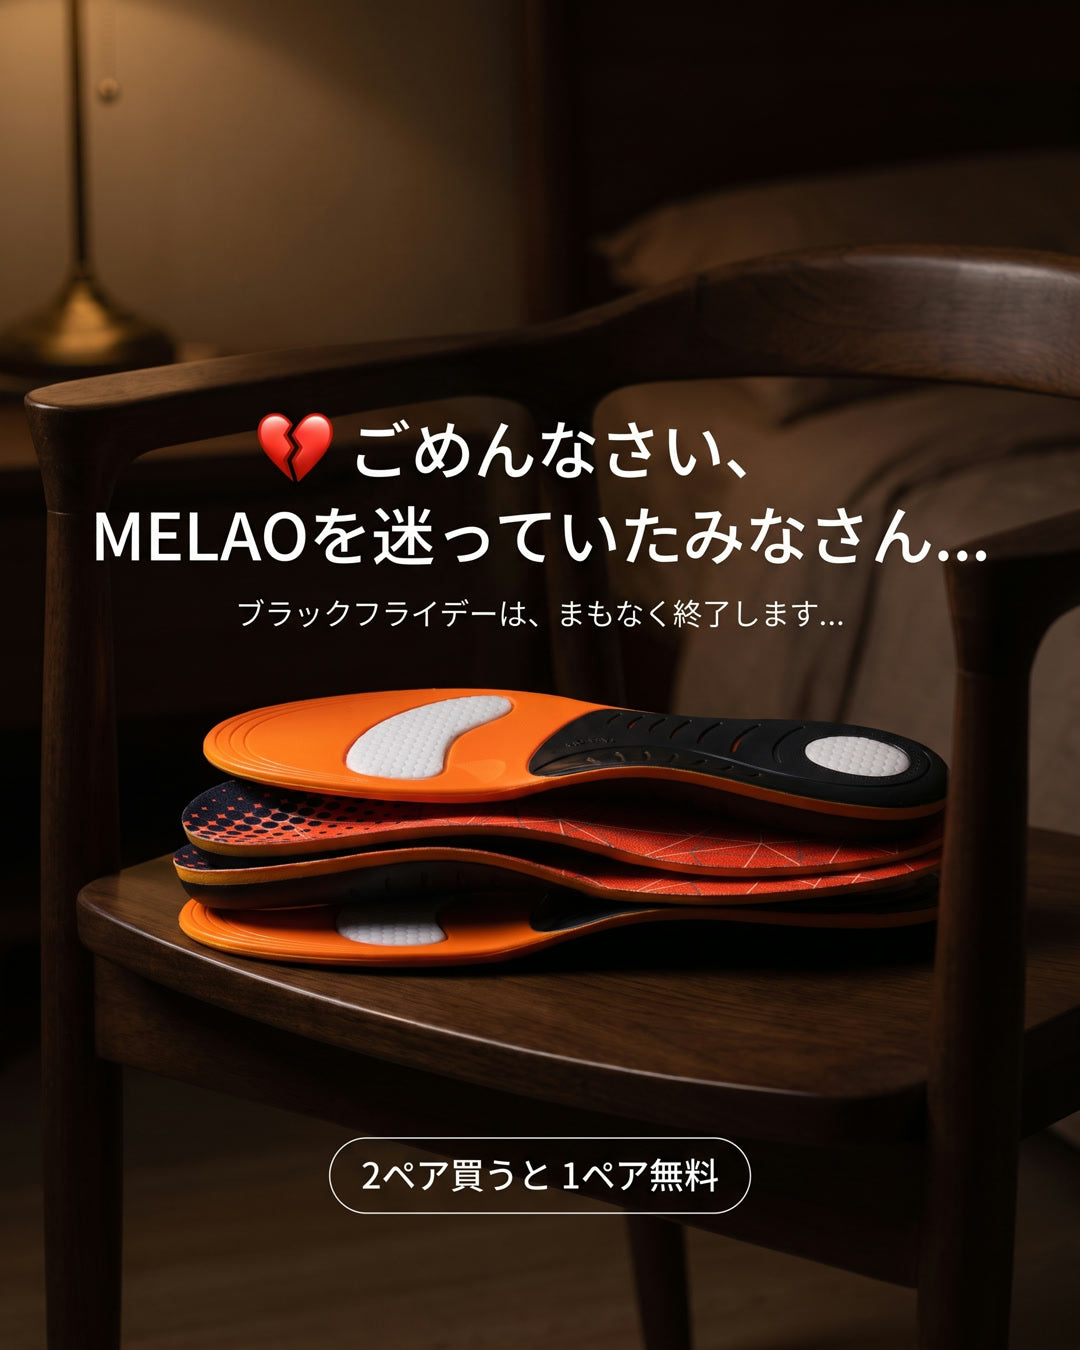 💔 ごめんなさい、
MELAOを迷っていたみなさん...
ブラックフライデーは、まもなく終了します...
2ペア買うと 1ペア無料